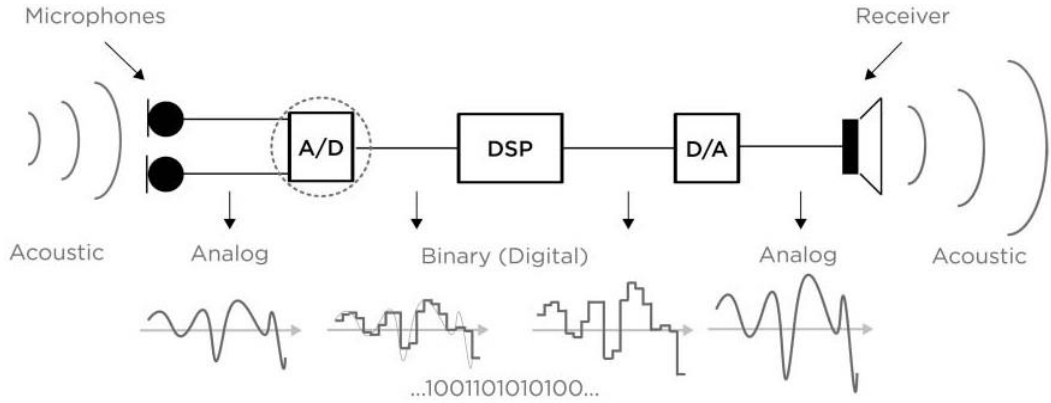 Microphones
Receiver
A/D
DSP
D/A
Acoustic
Analog
Binary (Digital)
Analog
Acoustic
...1001101010100...